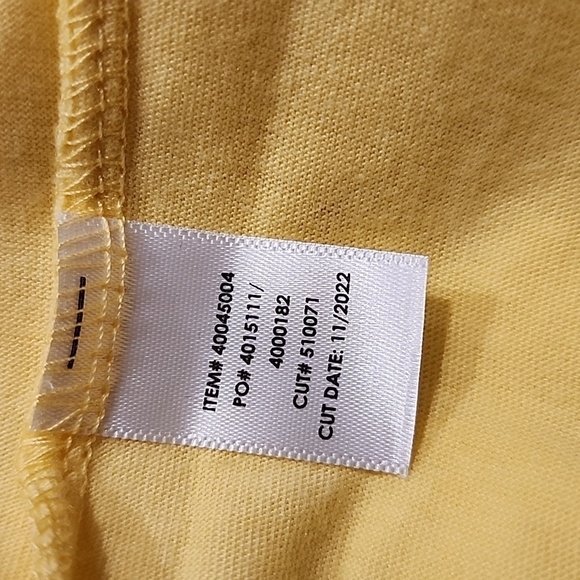 ITEM# 40045004
PO# 4015111/
4000182
CUT# 510071
CUT DATE: 11/2022